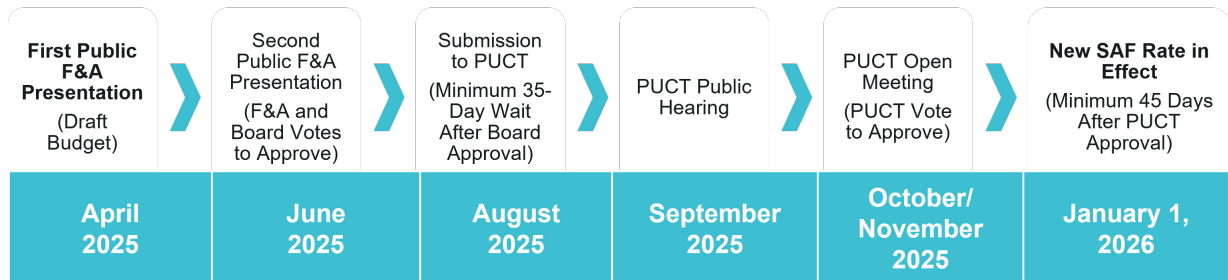 First Public
F&A
Presentation
(Draft
Budget)
Second
Public F&A
Presentation
(F&A and
Board Votes
to Approve)
Submission
to PUCT
(Minimum 35-
Day Wait
After Board
Approval)
PUCT Public
Hearing
PUCT Open
Meeting
(PUCT Vote
to Approve)
New SAF Rate in
Effect
(Minimum 45 Days
After PUCT
Approval)
April
2025
June
2025
August
2025
September
2025
October/
November
2025
January 1,
2026